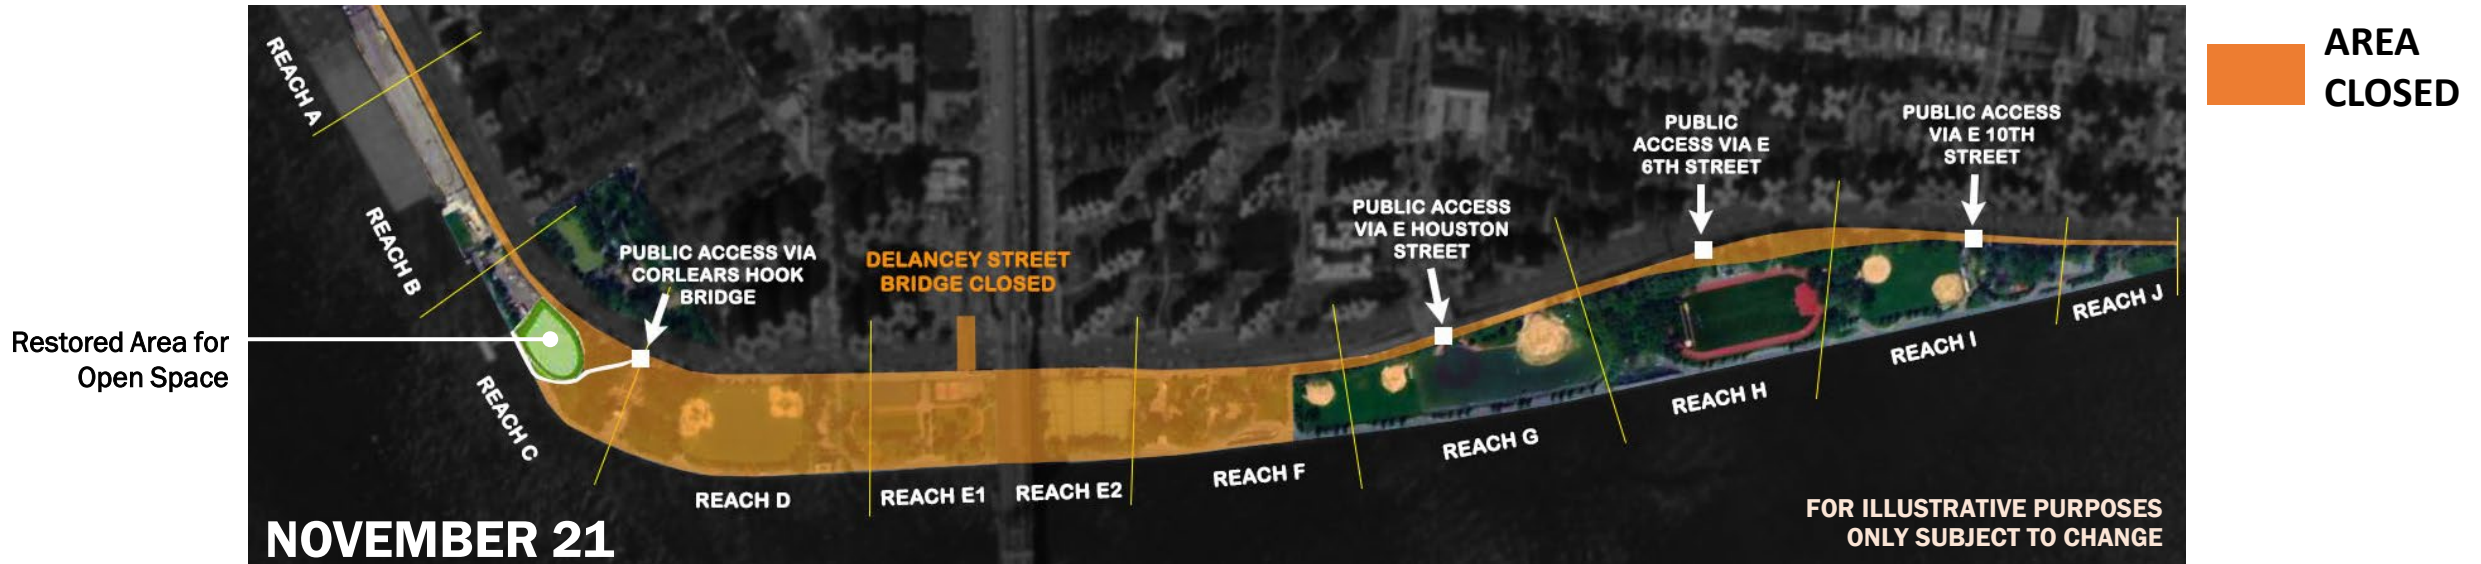 AREA
CLOSED
REACH A
REACH B
REACH C
Restored Area for
Open Space
PUBLIC ACCESS VIA
CORLEARS HOOK
BRIDGE
DELANCEY STREET
BRIDGE CLOSED
PUBLIC ACCESS
VIA E HOUSTON
STREET
PUBLIC
ACCESS VIA E
6TH STREET
PUBLIC ACCESS
VIA E 10TH
STREET
REACH D
REACH E1
REACH E2
REACH F
REACH G
REACH H
REACH I
REACH J
NOVEMBER 21
FOR ILLUSTRATIVE PURPOSES
ONLY SUBJECT TO CHANGE